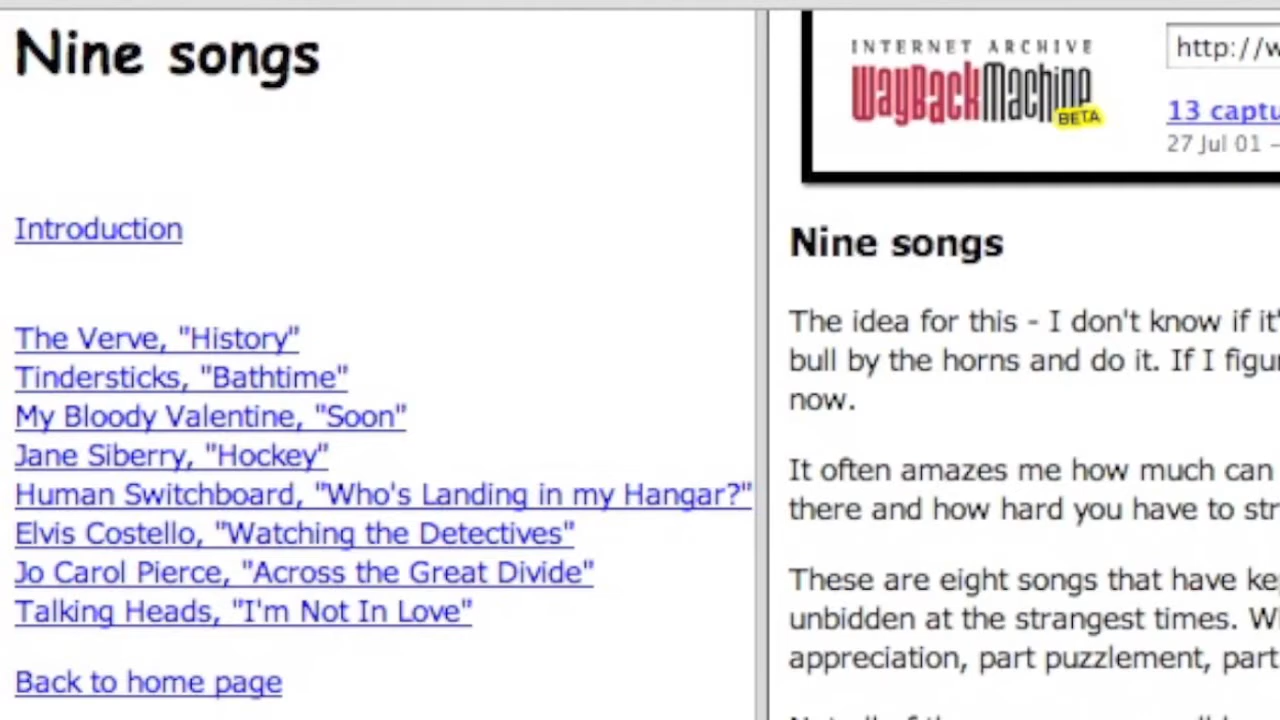 Nine songs
Introduction
The Verve, "History"
Tindersticks, "Bathtime"
My Bloody Valentine, "Soon"
Jane Siberry, "Hockey"
Human Switchboard, "Who's Landing in my Hangar?"
Elvis Costello, "Watching the Detectives"
Jo Carol Pierce, "Across the Great Divide"
Talking Heads, "I'm Not In Love"
Back to home page
INTERNET ARCHIVE
WayBackMachine
BETA
http://w
13 captu
27 Jul 01 -
Nine songs
The idea for this - I don't know if it'
bull by the horns and do it. If I figu
now.
It often amazes me how much can
there and how hard you have to str
These are eight songs that have ke
unbidden at the strangest times. W
appreciation, part puzzlement, part